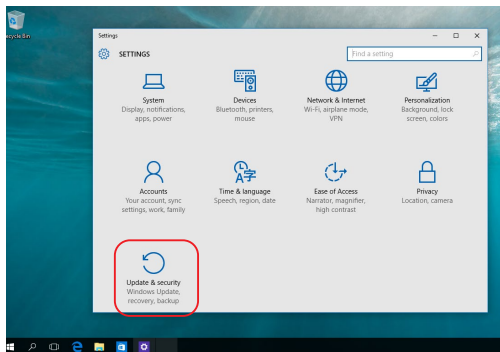 Recycle Bin
Settings
SETTINGS
Find a setting
System
Display, notifications,
apps, power
Devices
Bluetooth, printers,
mouse
Network & Internet
Wi-Fi, airplane mode,
VPN
Personalization
Background, lock
screen, colors
Accounts
Your account, sync
settings, work, family
Time & language
Speech, region, date
Ease of Access
Narrator, magnifier,
high contrast
Privacy
Location, camera
Update & security
Windows Update,
recovery, backup